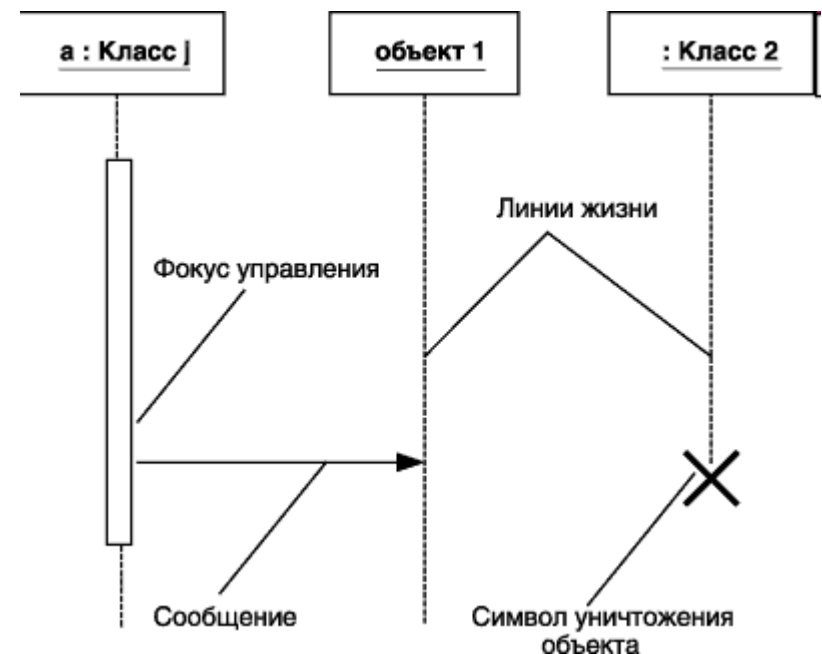 а : Класс j
объект 1
: Класс 2
Линии жизни
Фокус управления
Сообщение
Символ уничтожения
объекта